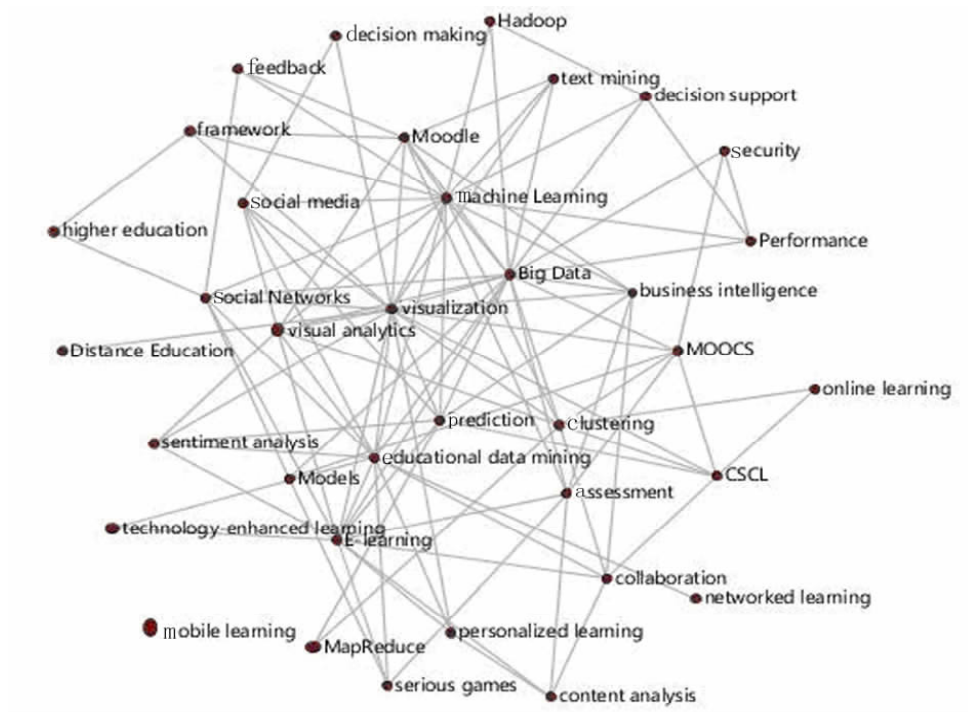 Hadoop
decision making
feedback
text mining
decision support
framework
Moodle
security
machine Learning
social media
higher education
Performance
Big Data
business intelligence
Social Networks
visualization
visual analytics
Distance Education
MOOCS
online learning
prediction
clustering
sentiment analysis
educational data mining
Models
CSCL
assessment
technology enhanced learning
E-learning
collaboration
networked learning
mobile learning
personalized learning
MapReduce
serious games
content analysis